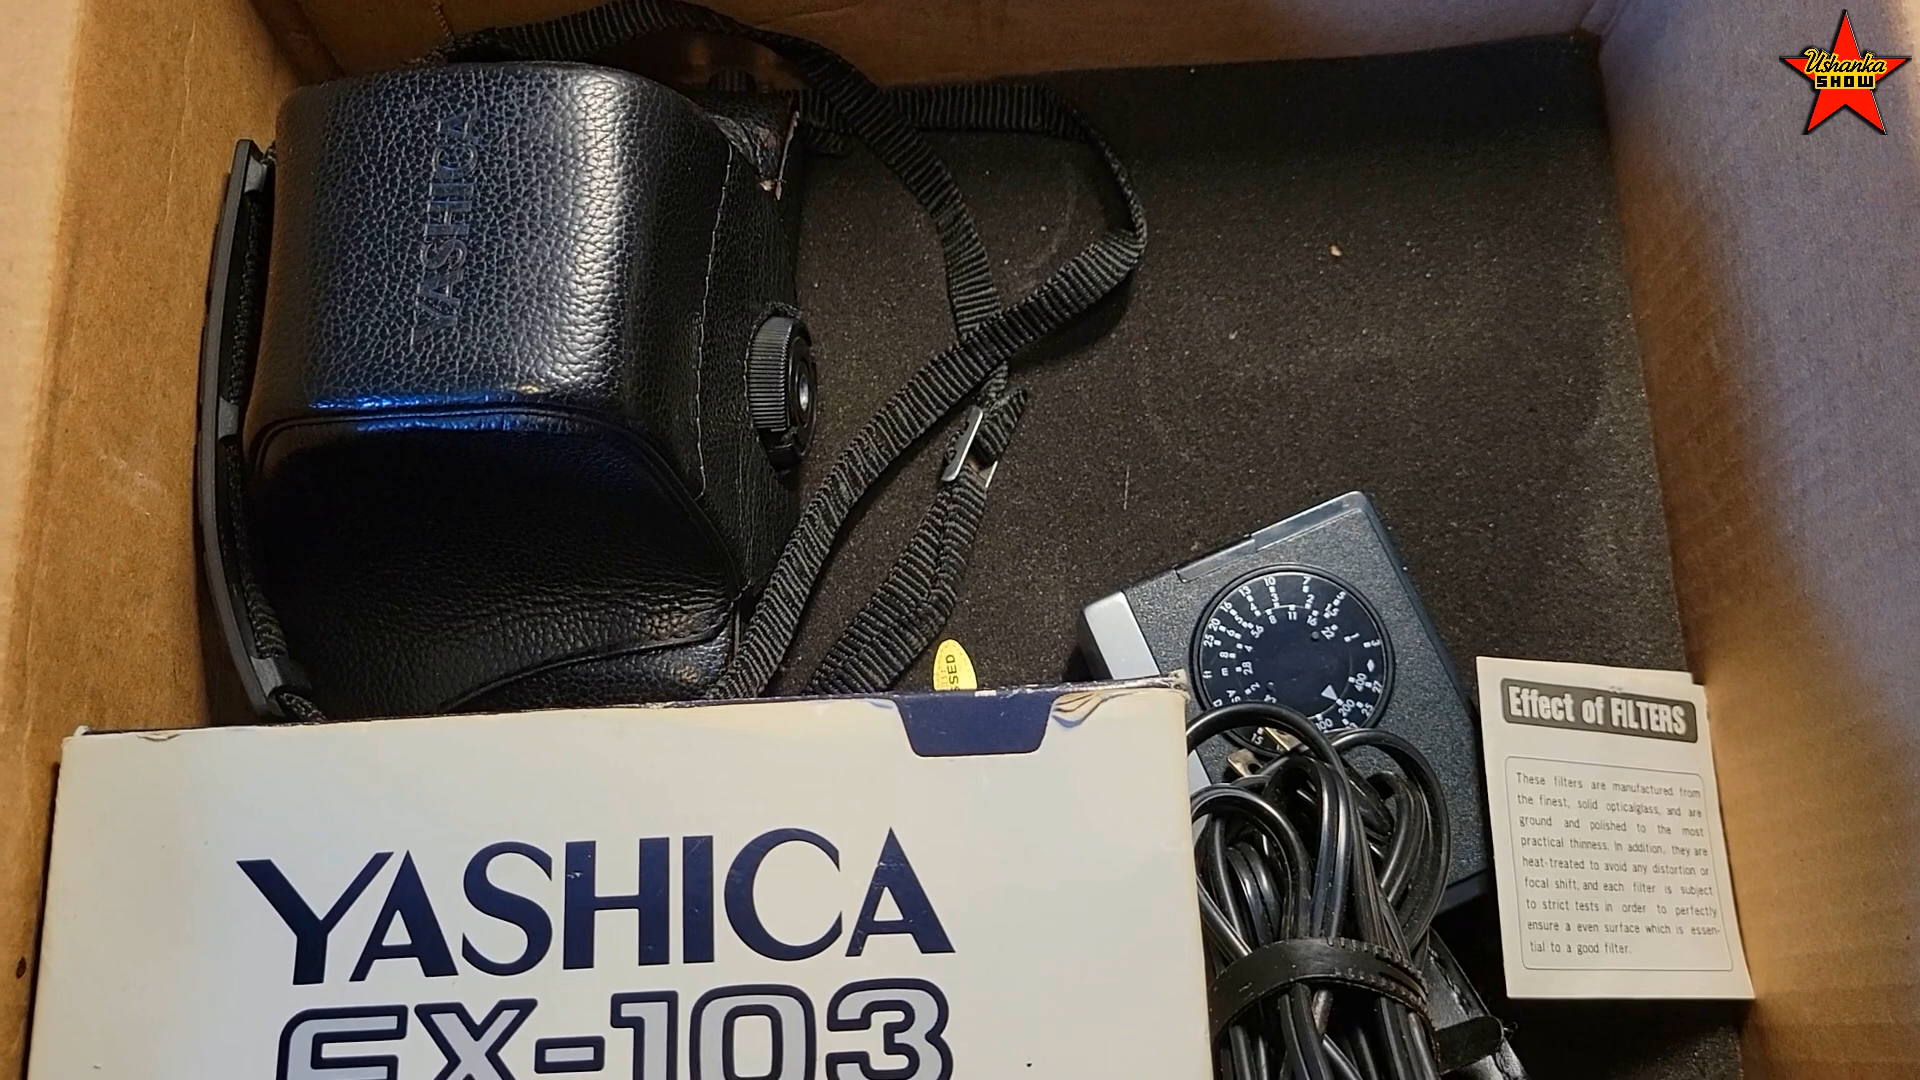 Ushanka
SHOW
YASHICA
SSED
YASHICA
FX-103
Effect of FILTERS
These filters are manufactured from
the finest, solid opticalglass, and are
ground and polished to the most
practical thinness. In addition, they are
heat-treated to avoid any distortion or
focal shift, and each filter is subject
to strict tests in order to perfectly
ensure a even surface which is essen-
tial to a good filter.